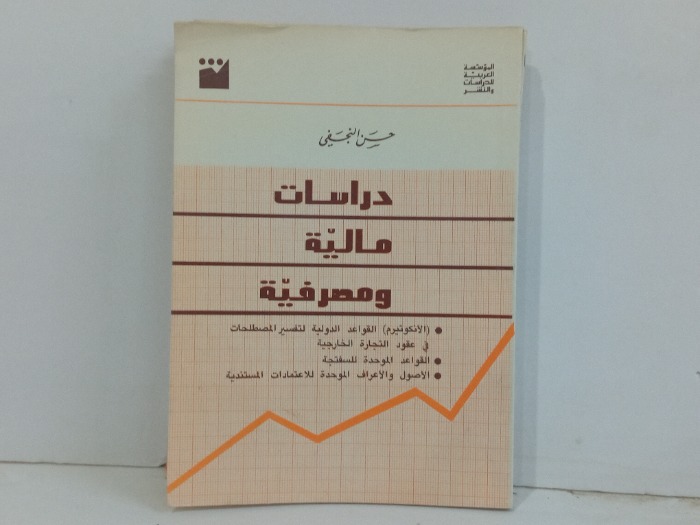 المؤسسة
العربية
للدراسات
والنشر
حسن النجفي
دراسات
ماليّة
ومصرفيّة
• (الانكوتيرم) القواعد الدولية لتفسير المصطلحات
في عقود التجارة الخارجية
• القواعد الموحدة للسفتجة
• الأصول والأعراف الموحدة للاعتمادات المستندية